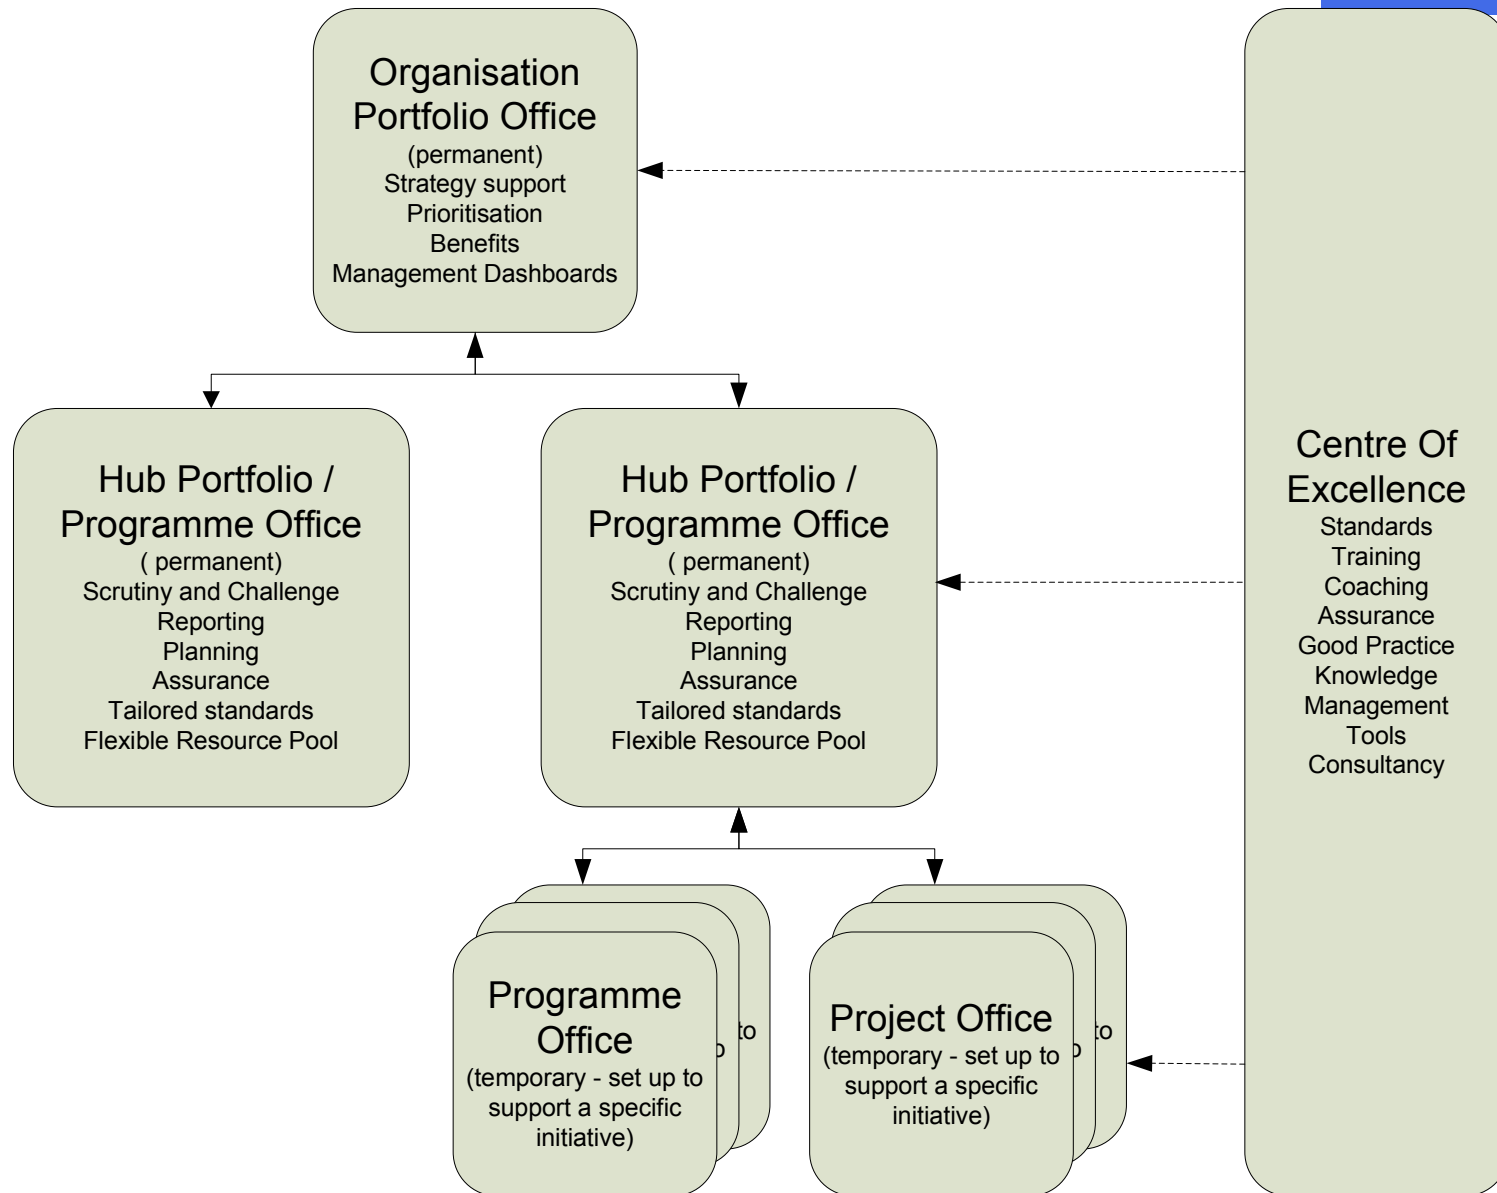 Organisation
Portfolio Office
(permanent)
Strategy support
Prioritisation
Benefits
Management Dashboards
Hub Portfolio /
Programme Office
( permanent)
Scrutiny and Challenge
Reporting
Planning
Assurance
Tailored standards
Flexible Resource Pool
Hub Portfolio /
Programme Office
( permanent)
Scrutiny and Challenge
Reporting
Planning
Assurance
Tailored standards
Flexible Resource Pool
Centre Of
Excellence
Standards
Training
Coaching
Assurance
Good Practice
Knowledge
Management
Tools
Consultancy
Programme
Office
(temporary - set up to
support a specific
initiative)
to
Project Office
(temporary - set up to
support a specific
initiative)
to